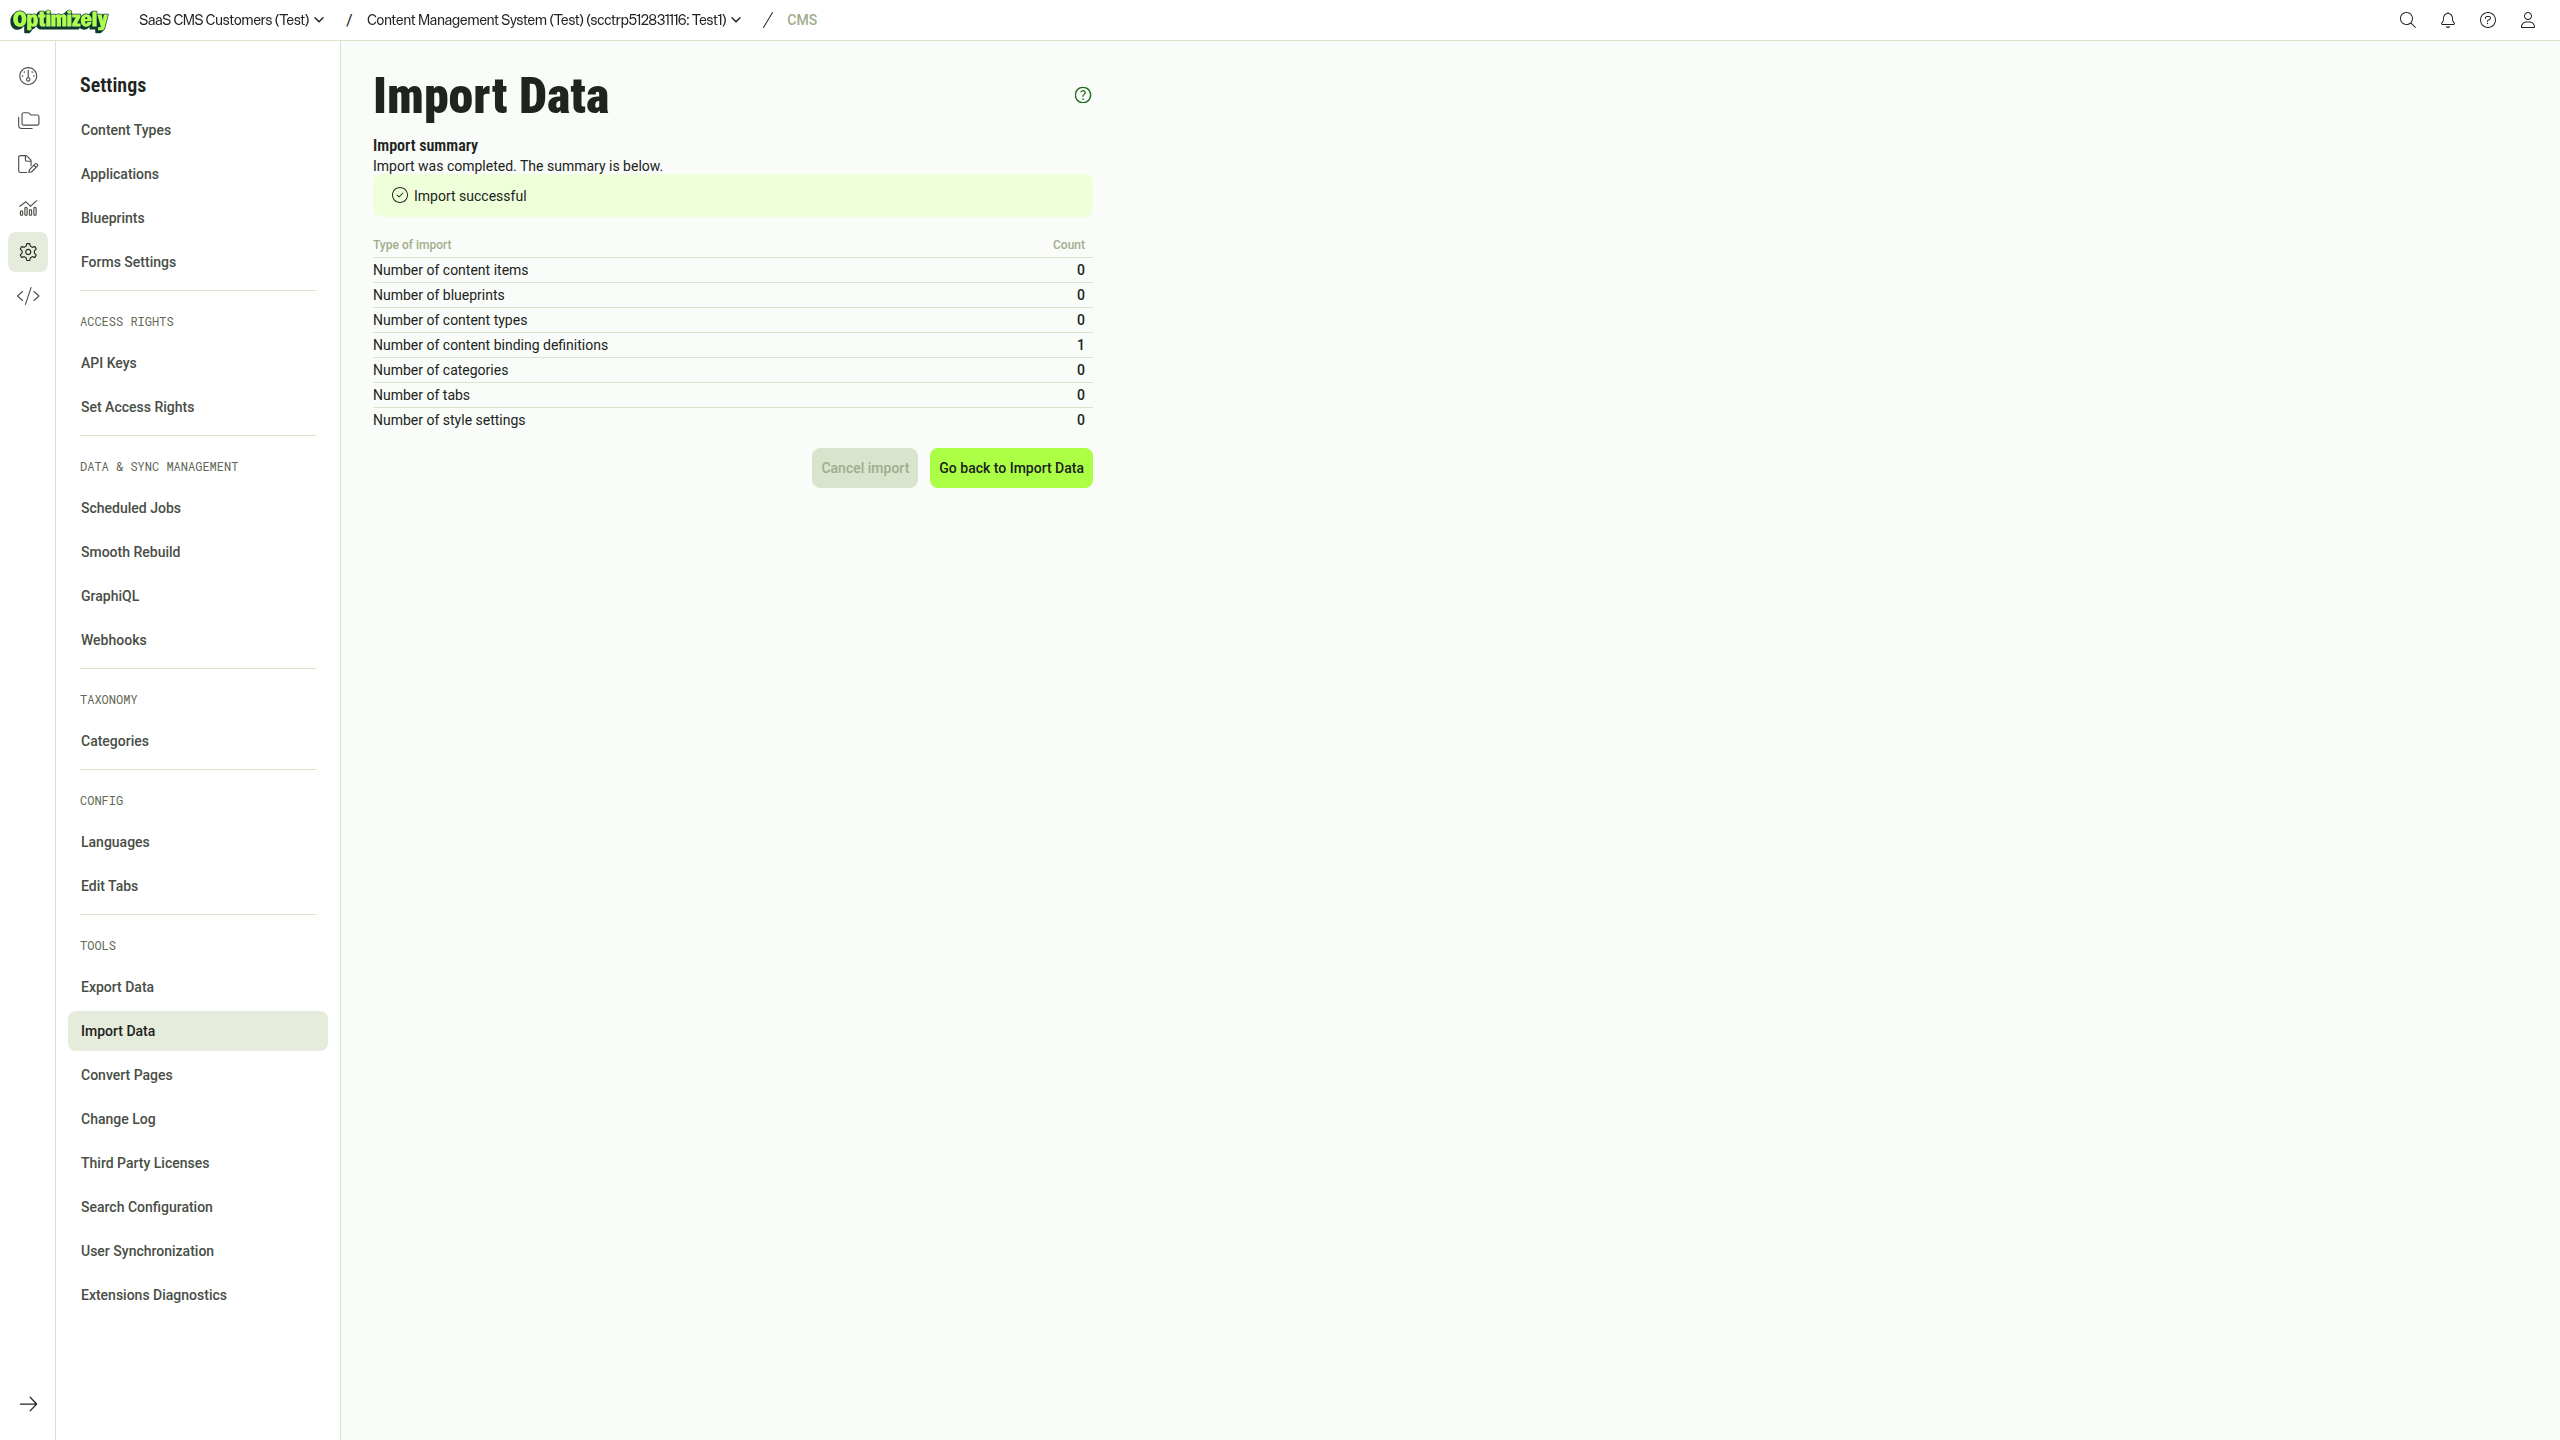 Optimizely SaaS CMS Customers (Test) / Content Management System (Test) (scctrp512831116: Test1) / CMS
Settings
Content Types
Applications
Blueprints
Forms Settings
ACCESS RIGHTS
API Keys
Set Access Rights
DATA & SYNC MANAGEMENT
Scheduled Jobs
Smooth Rebuild
GraphiQL
Webhooks
TAXONOMY
Categories
CONFIG
Languages
Edit Tabs
TOOLS
Export Data
Import Data
Convert Pages
Change Log
Third Party Licenses
Search Configuration
User Synchronization
Extensions Diagnostics
Import Data
Import summary
Import was completed. The summary is below.
Import successful
Type of import Count
Number of content items 0
Number of blueprints 0
Number of content types 0
Number of content binding definitions 1
Number of categories 0
Number of tabs 0
Number of style settings 0
Cancel import Go back to Import Data